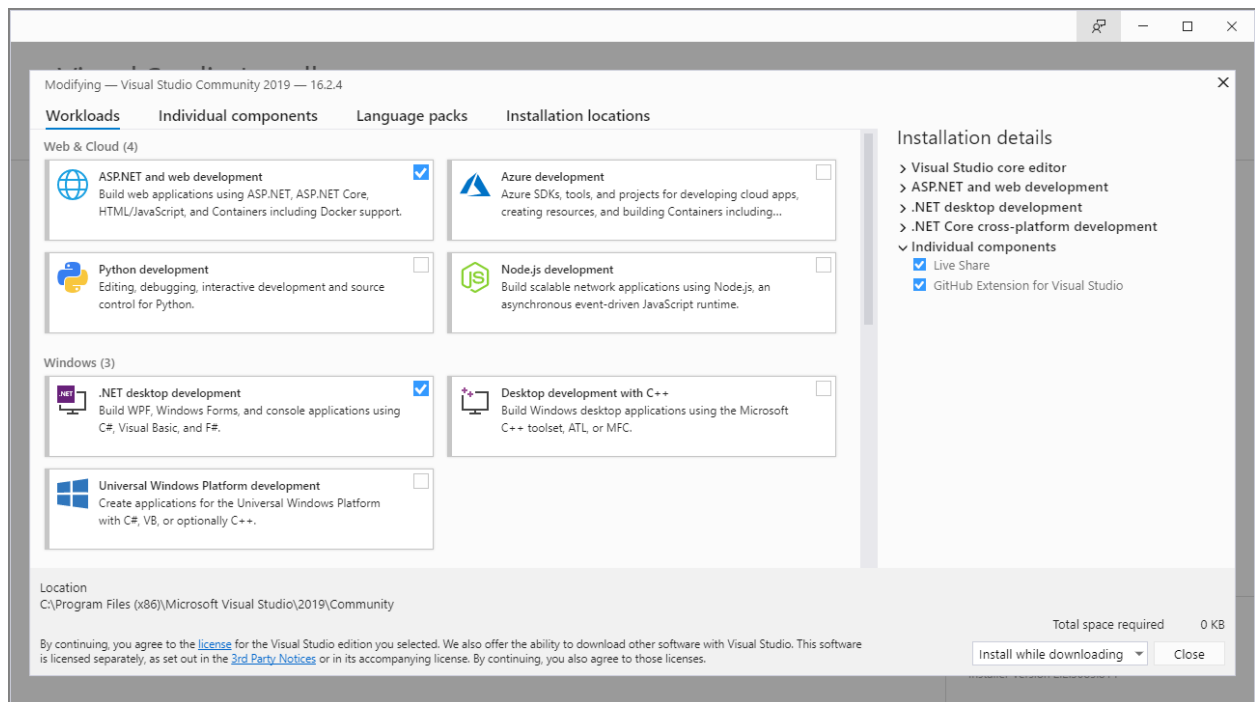 Modifying — Visual Studio Community 2019 — 16.2.4
Workloads
Individual components
Language packs
Installation locations
Web & Cloud (4)
ASP.NET and web development
Build web applications using ASP.NET, ASP.NET Core,
HTML/JavaScript, and Containers including Docker support.
Azure development
Azure SDKs, tools, and projects for developing cloud apps,
creating resources, and building Containers including...
Python development
Editing, debugging, interactive development and source
control for Python.
Node.js development
Build scalable network applications using Node.js, an
asynchronous event-driven JavaScript runtime.
Windows (3)
.NET
.NET desktop development
Build WPF, Windows Forms, and console applications using
C#, Visual Basic, and F#.
Desktop development with C++
Build Windows desktop applications using the Microsoft
C++ toolset, ATL, or MFC.
Universal Windows Platform development
Create applications for the Universal Windows Platform
with C#, VB, or optionally C++.
Installation details
Visual Studio core editor
ASP.NET and web development
.NET desktop development
.NET Core cross-platform development
Individual components
Live Share
GitHub Extension for Visual Studio
Location
C:\Program Files (x86)\Microsoft Visual Studio\2019\Community
By continuing, you agree to the license for the Visual Studio edition you selected. We also offer the ability to download other software with Visual Studio. This software
is licensed separately, as set out in the 3rd Party Notices or in its accompanying license. By continuing, you also agree to those licenses.
Total space required 0 KB
Install while downloading
Close